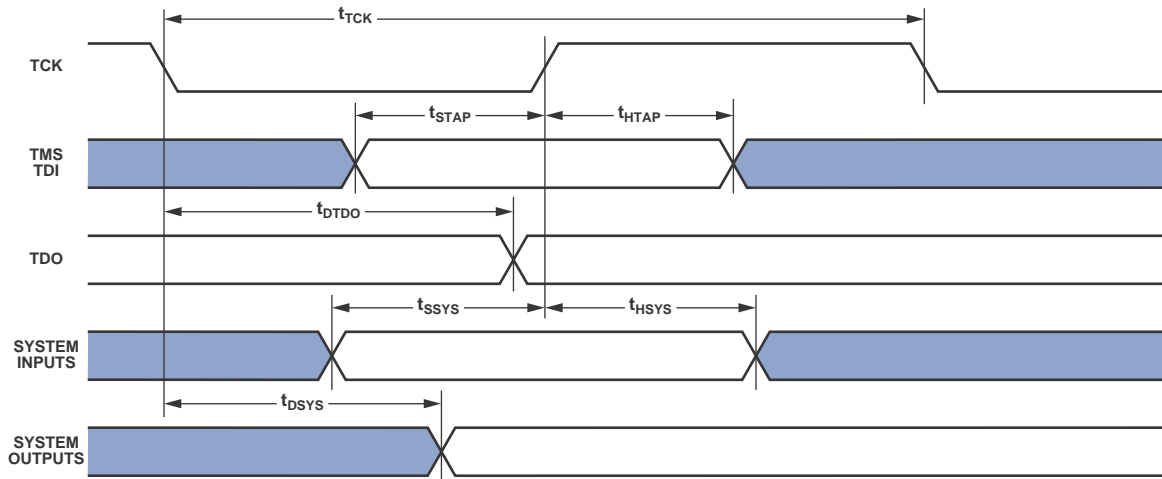 tTCK
TCK
tSTAP
tHTAP
TMS
TDI
tDTDO
TDO
tSSYS
tHSYS
SYSTEM
INPUTS
tDSYS
SYSTEM
OUTPUTS